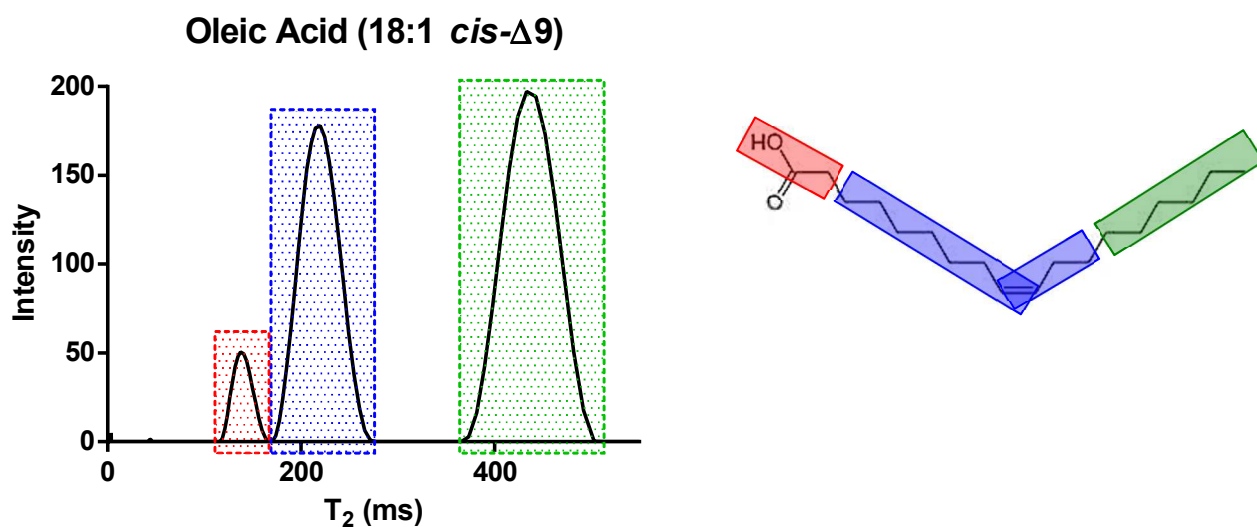 Oleic Acid (18:1 cis-Δ9)
200
150
100
50
0
Intensity
0 200 400
T₂ (ms)
HO
O